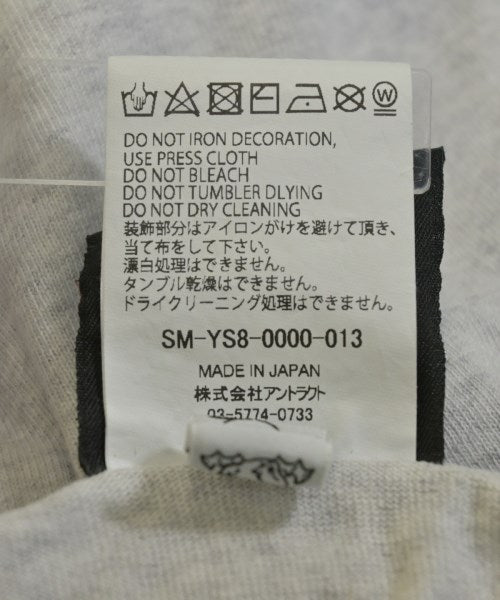 DO NOT IRON DECORATION,
USE PRESS CLOTH
DO NOT BLEACH
DO NOT TUMBLER DLYING
DO NOT DRY CLEANING
装飾部分はアイロンがけを避けて頂き、
当て布をして下さい。
漂白処理はできません。
タンブル乾燥はできません。
ドライクリーニング処理はできません。
SM-YS8-0000-013
MADE IN JAPAN
株式会社アントラクト
03-5774-0733